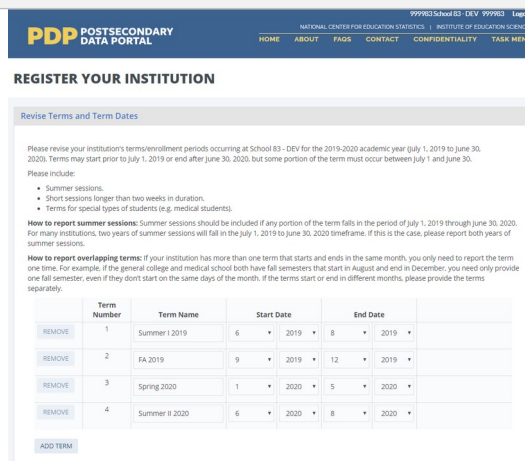 999983 School 83 - DEV 999983
PDP POSTSECONDARY DATA PORTAL
NATIONAL CENTER FOR EDUCATION STATISTICS | INSTITUTE OF EDUCATION
HOME ABOUT FAQS CONTACT CONFIDENTIALITY TASK
REGISTER YOUR INSTITUTION
Revise Terms and Term Dates
Please revise your institution's terms/enrollment periods occurring at School 83 - DEV for the 2019-2020 academic year (July 1, 2019 to June 30,
2020). Terms may start prior to July 1, 2019 or end after June 30, 2020, but some portion of the term must occur between July 1 and June 30.
Please include:
• Summer sessions.
• Short sessions longer than two weeks in duration.
• Terms for special types of students (e.g. medical students).
How to report summer sessions: Summer sessions should be included if any portion of the term falls in the period of July 1, 2019 through June 30, 2020.
For many institutions, two years of summer sessions will fall in the July 1, 2019 to June 30, 2020 timeframe. If this is the case, please report both years of
summer sessions.
How to report overlapping terms: If your institution has more than one term that starts and ends in the same month, you only need to report the term
one time. For example, if the general college and medical school both have fall semesters that start in August and end in December, you need only provide
one fall semester, even if they don't start on the same days of the month. If the terms start or end in different months, please provide the terms
separately.
Term Number Term Name Start Date End Date
REMOVE 1 Summer I 2019 6 2019 8 2019
REMOVE 2 FA 2019 9 2019 12 2019
REMOVE 3 Spring 2020 1 2020 5 2020
REMOVE 4 Summer II 2020 6 2020 8 2020
ADD TERM